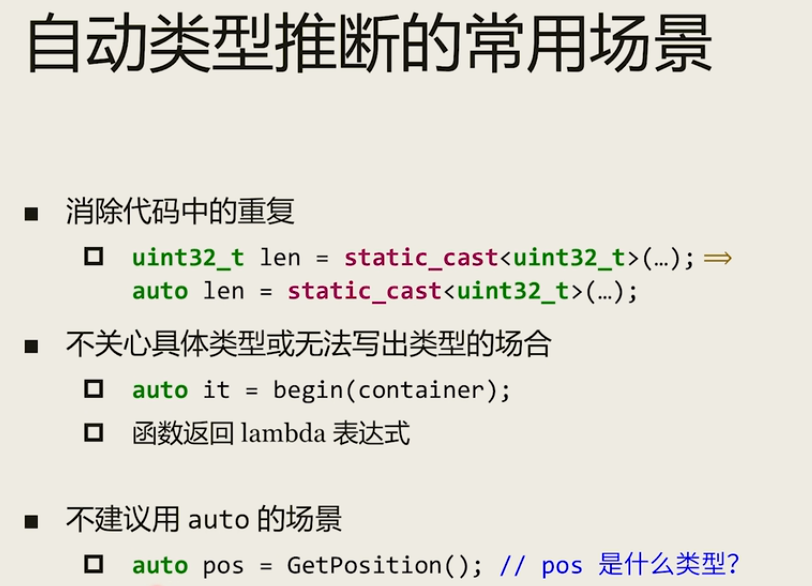 自动类型推断的常用场景
消除代码中的重复
uint32_t len = static_cast<uint32_t>(…); ⟹
auto len = static_cast<uint32_t>(…);
不关心具体类型或无法写出类型的场合
auto it = begin(container);
函数返回 lambda 表达式
不建议用 auto 的场景
auto pos = GetPosition(); // pos 是什么类型?